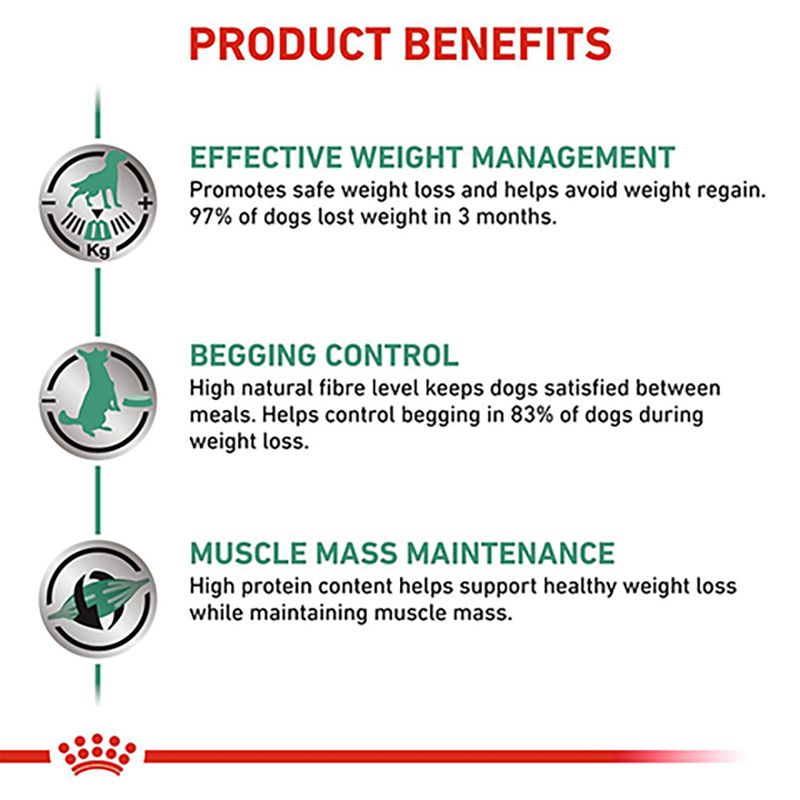 PRODUCT BENEFITS
EFFECTIVE WEIGHT MANAGEMENT
Promotes safe weight loss and helps avoid weight regain.
97% of dogs lost weight in 3 months.
- +
Kg
BEGGING CONTROL
High natural fibre level keeps dogs satisfied between
meals. Helps control begging in 83% of dogs during
weight loss.
MUSCLE MASS MAINTENANCE
High protein content helps support healthy weight loss
while maintaining muscle mass.